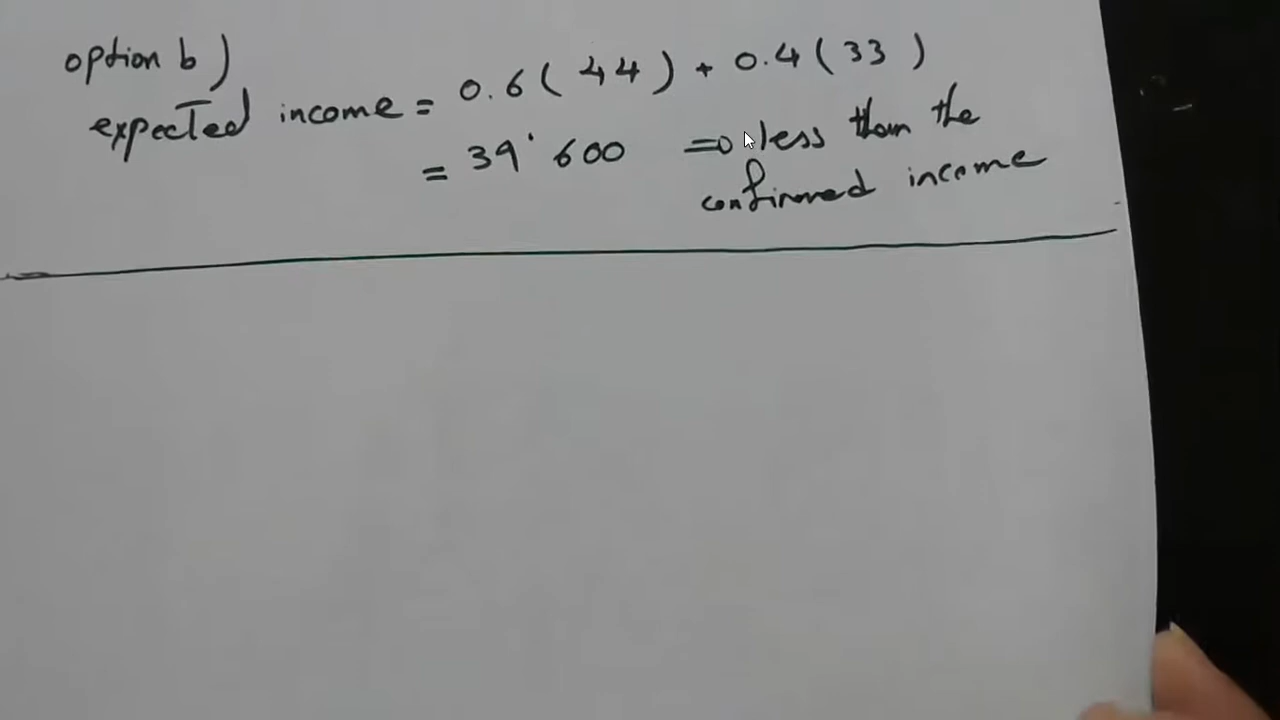 option b)
expected income = 0.6 ( 44 ) + 0.4 ( 33 )
= 39' 600 => less than the
confirmed income